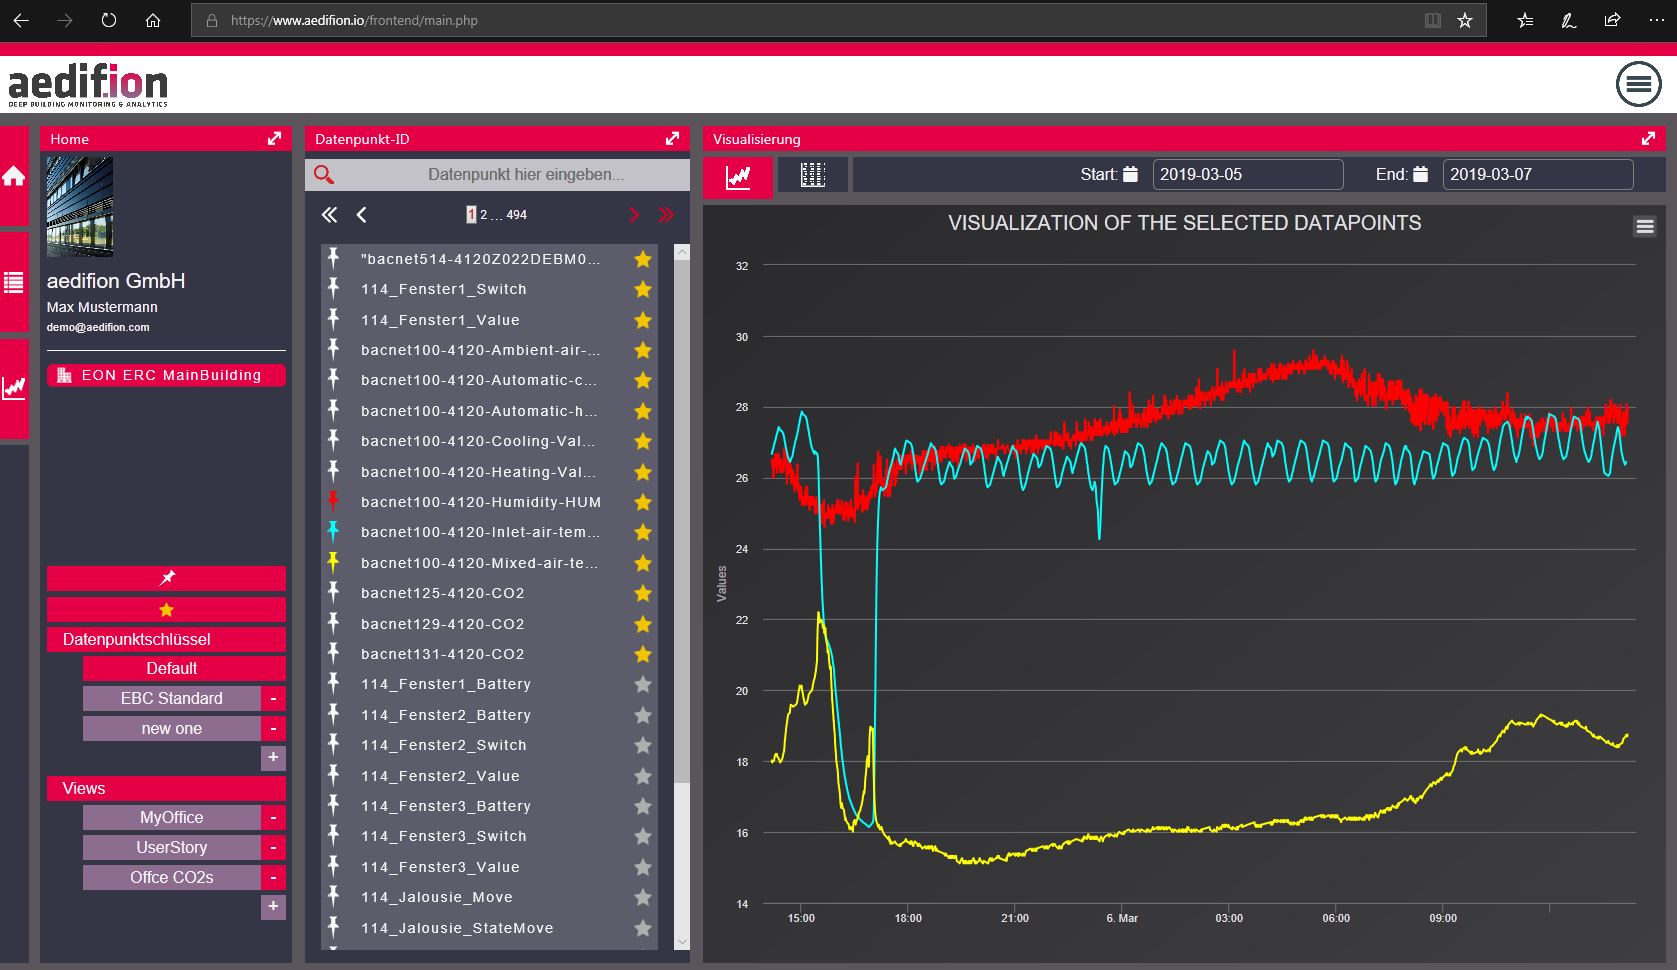 https://www.aedifion.io/frontend/main.php
aedifion
DEEP BUILDING MONITORING & ANALYTICS
Home
aedifion GmbH
Max Mustermann
demo@aedifion.com
EON ERC MainBuilding
Datenpunktschlüssel
Default
EBC Standard -
new one -
+
Views
MyOffice -
UserStory -
Offce CO2s -
+
Datenpunkt-ID
Datenpunkt hier eingeben...
1 2 ... 494
"bacnet514-4120Z022DEBM0...
114_Fenster1_Switch
114_Fenster1_Value
bacnet100-4120-Ambient-air-...
bacnet100-4120-Automatic-c...
bacnet100-4120-Automatic-h...
bacnet100-4120-Cooling-Val...
bacnet100-4120-Heating-Val...
bacnet100-4120-Humidity-HUM
bacnet100-4120-Inlet-air-tem...
bacnet100-4120-Mixed-air-te...
bacnet125-4120-CO2
bacnet129-4120-CO2
bacnet131-4120-CO2
114_Fenster1_Battery
114_Fenster2_Battery
114_Fenster2_Switch
114_Fenster2_Value
114_Fenster3_Battery
114_Fenster3_Switch
114_Fenster3_Value
114_Jalousie_Move
114_Jalousie_StateMove
Visualisierung
Start: 2019-03-05 End: 2019-03-07
VISUALIZATION OF THE SELECTED DATAPOINTS
32
30
28
26
24
Values
22
20
18
16
14
15:00 18:00 21:00 6. Mar 03:00 06:00 09:00